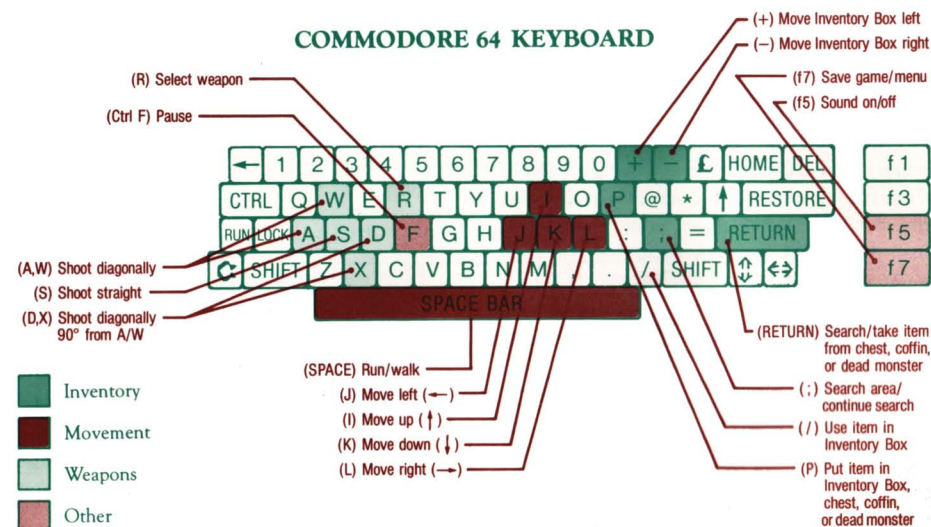 COMMODORE 64 KEYBOARD
(+) Move Inventory Box left
(−) Move Inventory Box right
(R) Select weapon
(f7) Save game/menu
(Ctrl F) Pause
(f5) Sound on/off
← 1 2 3 4 5 6 7 8 9 0 + − £ HOME DEL f1
CTRL Q W E R T Y U I O P @ * ↑ RESTORE f3
RUN LOCK A S D F G H J K L : ; = RETURN f5
C SHIFT Z X C V B N M , . / SHIFT ⇕ ⇔ f7
SPACE BAR
(A,W) Shoot diagonally
(S) Shoot straight
(D,X) Shoot diagonally
90° from A/W
(SPACE) Run/walk
(J) Move left (←)
(I) Move up (↑)
(K) Move down (↓)
(L) Move right (→)
(RETURN) Search/take item
from chest, coffin,
or dead monster
(;) Search area/
continue search
(/) Use item in
Inventory Box
(P) Put item in
Inventory Box,
chest, coffin,
or dead monster
Inventory
Movement
Weapons
Other